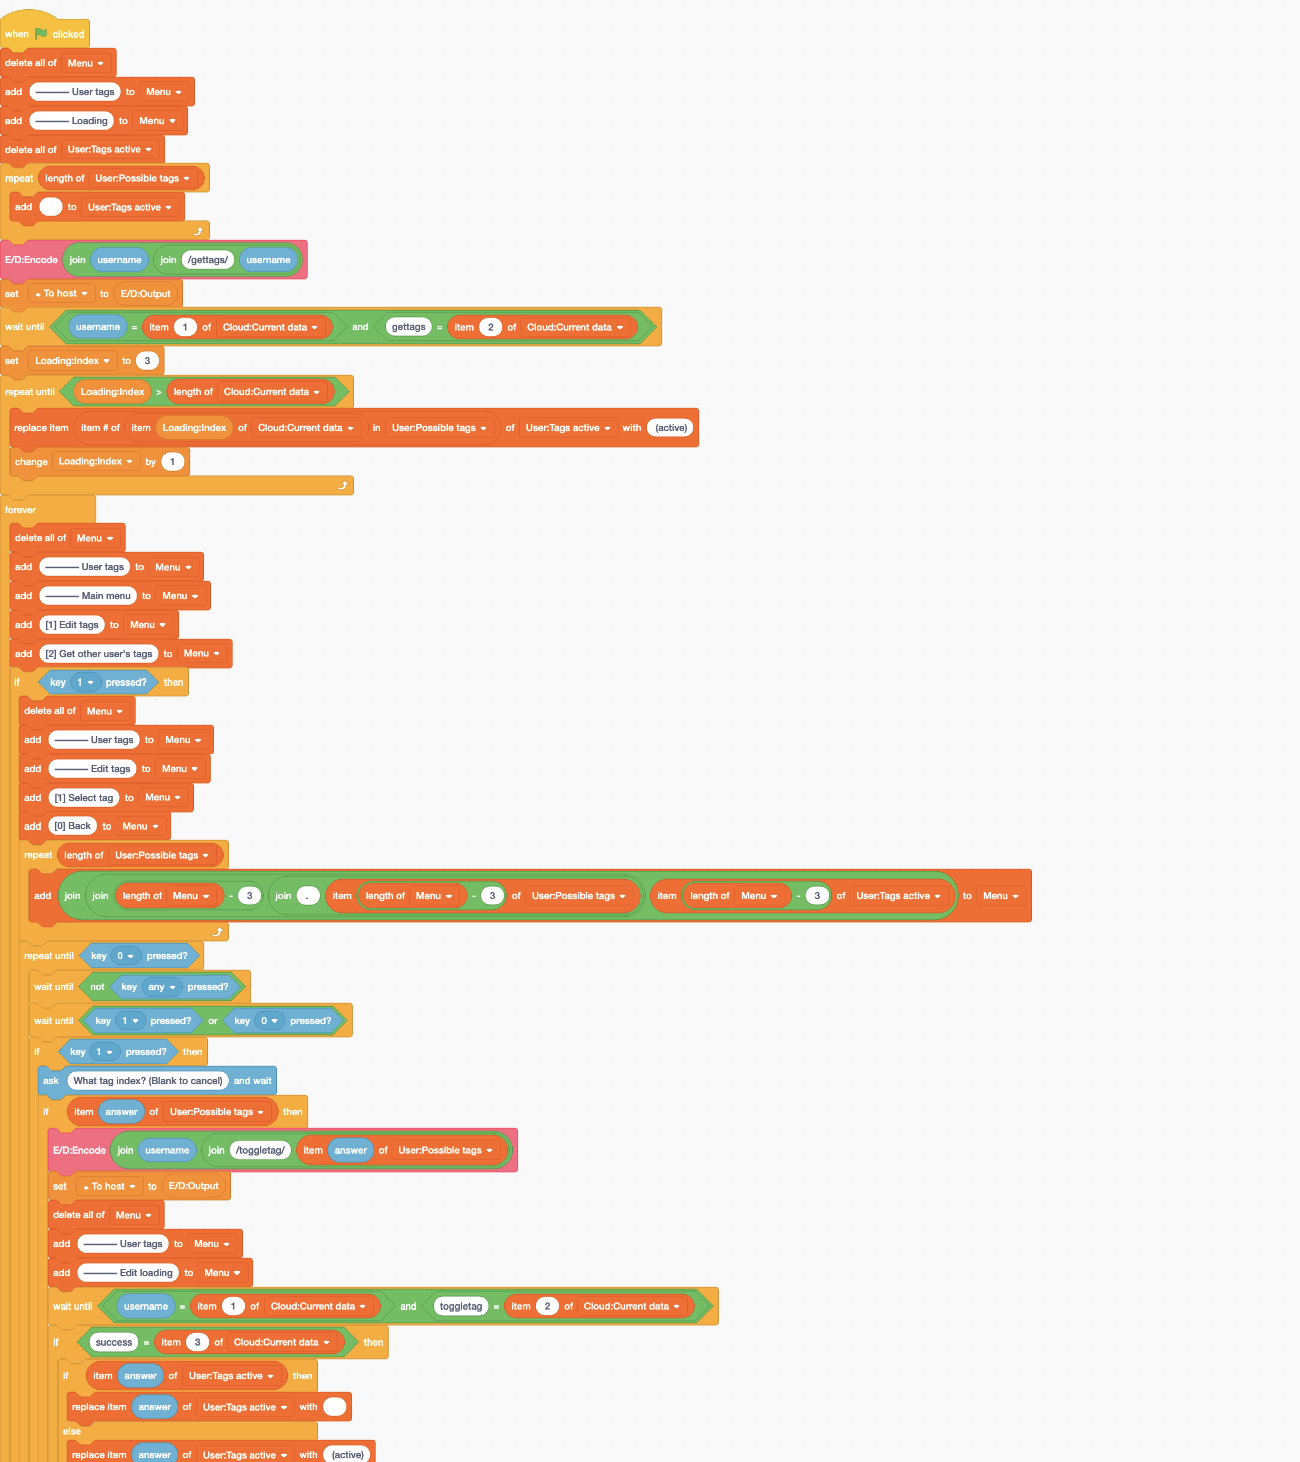 when clicked
delete all of Menu
add ——— User tags to Menu
add ——— Loading to Menu
delete all of User:Tags active
repeat length of User:Possible tags
add to User:Tags active
E/D:Encode join username join /gettags/ username
set To host to E/D:Output
wait until username = item 1 of Cloud:Current data and gettags = item 2 of Cloud:Current data
set Loading:Index to 3
repeat until Loading:Index > length of Cloud:Current data
replace item item # of item Loading:Index of Cloud:Current data in User:Possible tags of User:Tags active with (active)
change Loading:Index by 1
forever
delete all of Menu
add ——— User tags to Menu
add ——— Main menu to Menu
add [1] Edit tags to Menu
add [2] Get other user's tags to Menu
if key 1 pressed? then
delete all of Menu
add ——— User tags to Menu
add ——— Edit tags to Menu
add [1] Select tag to Menu
add [0] Back to Menu
repeat length of User:Possible tags
add join join length of Menu - 3 join . item length of Menu - 3 of User:Possible tags item length of Menu - 3 of User:Tags active to Menu
repeat until key 0 pressed?
wait until not key any pressed?
wait until key 1 pressed? or key 0 pressed?
if key 1 pressed? then
ask What tag index? (Blank to cancel) and wait
if item answer of User:Possible tags then
E/D:Encode join username join /toggletag/ item answer of User:Possible tags
set To host to E/D:Output
delete all of Menu
add ——— User tags to Menu
add ——— Edit loading to Menu
wait until username = item 1 of Cloud:Current data and toggletag = item 2 of Cloud:Current data
if success = item 3 of Cloud:Current data then
if item answer of User:Tags active then
replace item answer of User:Tags active with
else
replace item answer of User:Tags active with (active)